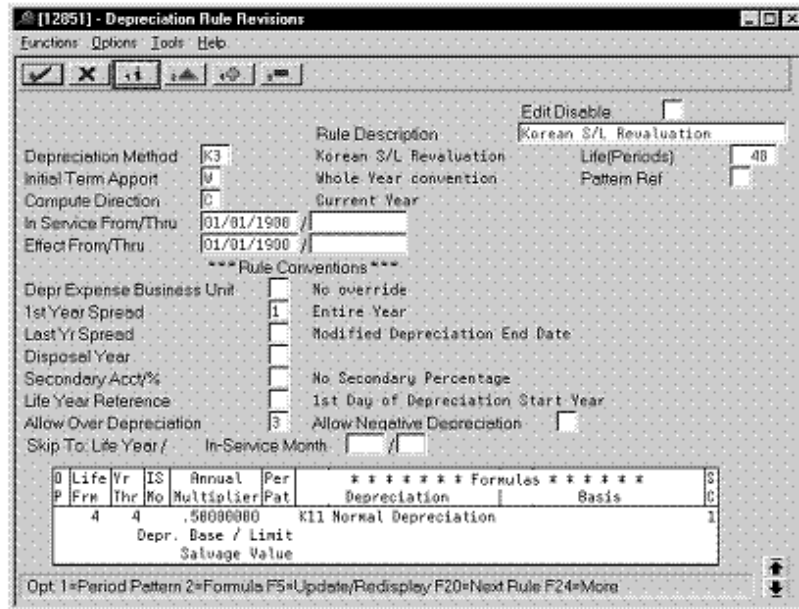 [12851] - Depreciation Rule Revisions
Functions Options Tools Help
Edit Disable
Rule Description Korean S/L Revaluation
Depreciation Method K3 Korean S/L Revaluation Life(Periods) 48
Initial Term Apport W Whole Year convention Pattern Ref
Compute Direction C Current Year
In Service From/Thru 01/01/1900 /
Effect From/Thru 01/01/1900 /
***Rule Conventions***
Depr Expense Business Unit No override
1st Year Spread 1 Entire Year
Last Yr Spread Modified Depreciation End Date
Disposal Year
Secondary Acct/% No Secondary Percentage
Life Year Reference 1st Day of Depreciation Start Year
Allow Over Depreciation 3 Allow Negative Depreciation
Skip To: Life Year / In-Service Month /
O Life Yr IS Annual Per * * * * * * * Formulas * * * * * * S
P Frm Thr Mo Multiplier Pat Depreciation Basis C
4 4 .50000000 K11 Normal Depreciation 1
Depr. Base / Limit
Salvage Value
Opt: 1=Period Pattern 2=Formula F5=Update/Redisplay F20=Next Rule F24=More